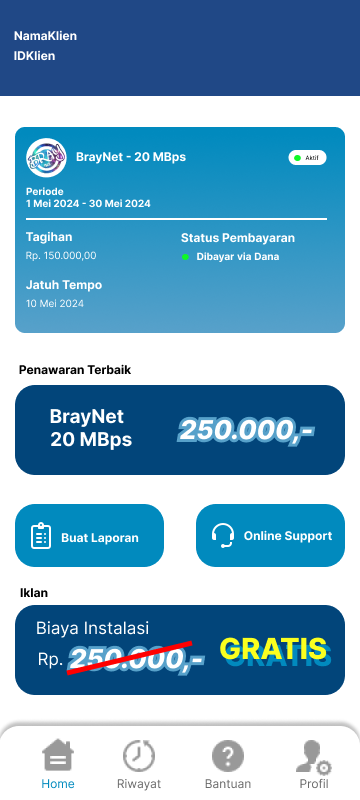 NamaKlien
IDKlien
BrayNet - 20 MBps
Aktif
Periode
1 Mei 2024 - 30 Mei 2024
Tagihan
Status Pembayaran
Rp. 150.000,00
Dibayar via Dana
Jatuh Tempo
10 Mei 2024
Penawaran Terbaik
BrayNet
20 MBps
250.000,-
Buat Laporan
Online Support
Iklan
Biaya Instalasi
Rp. 250.000,-
GRATIS
Home
Riwayat
Bantuan
Profil